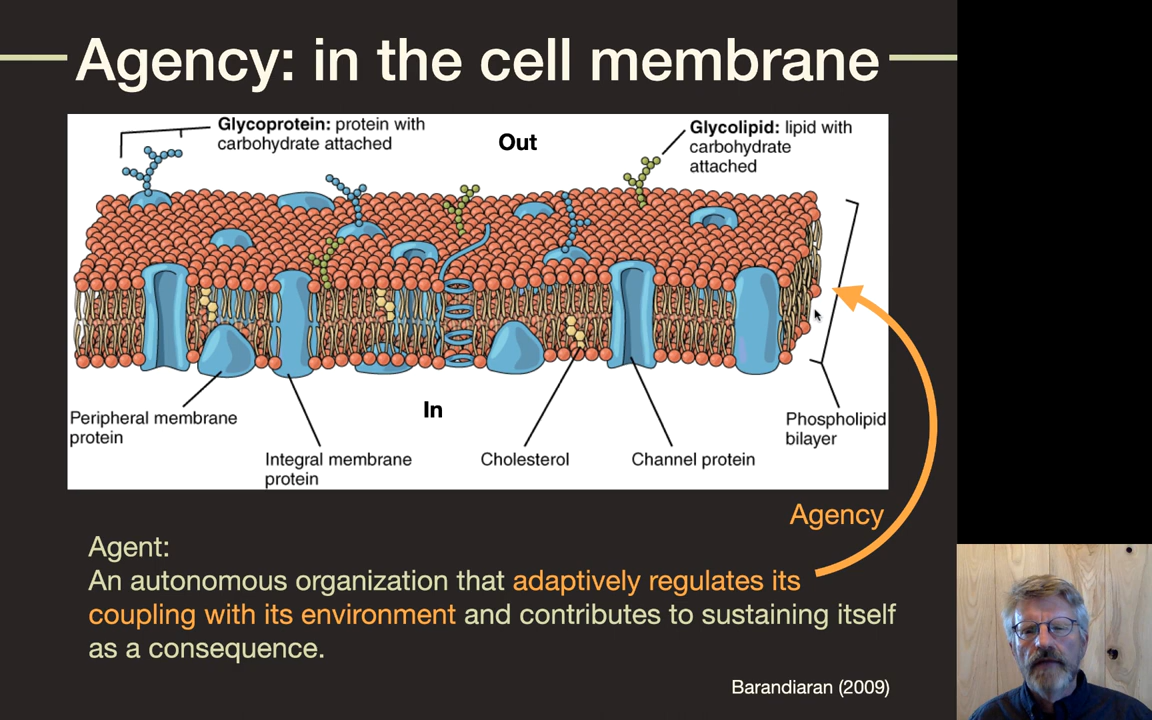 Agency: in the cell membrane
Glycoprotein: protein with
carbohydrate attached
Out
Glycolipid: lipid with
carbohydrate
attached
Peripheral membrane
protein
In
Integral membrane
protein
Cholesterol
Channel protein
Phospholipid
bilayer
Agency
Agent:
An autonomous organization that adaptively regulates its
coupling with its environment and contributes to sustaining itself
as a consequence.
Barandiaran (2009)